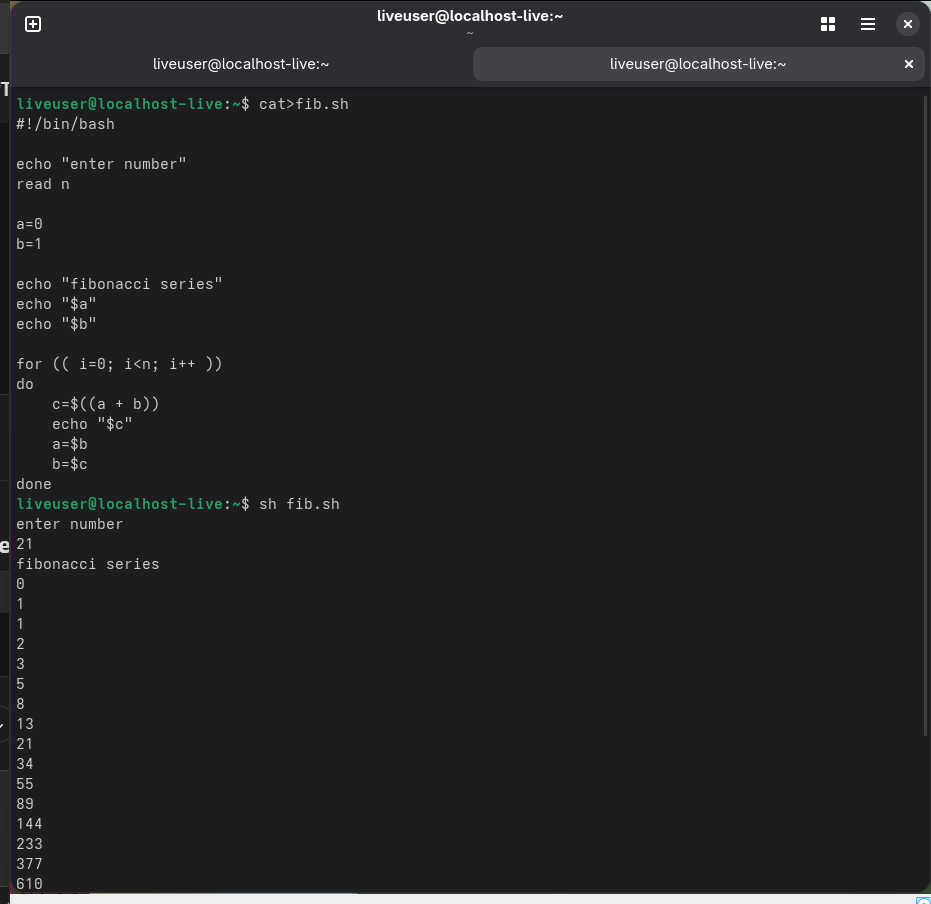 liveuser@localhost-live:~
~
liveuser@localhost-live:~
liveuser@localhost-live:~
liveuser@localhost-live:~$ cat>fib.sh
#!/bin/bash
echo "enter number"
read n
a=0
b=1
echo "fibonacci series"
echo "$a"
echo "$b"
for (( i=0; i<n; i++ ))
do
    c=$((a + b))
    echo "$c"
    a=$b
    b=$c
done
liveuser@localhost-live:~$ sh fib.sh
enter number
21
fibonacci series
0
1
1
2
3
5
8
13
21
34
55
89
144
233
377
610